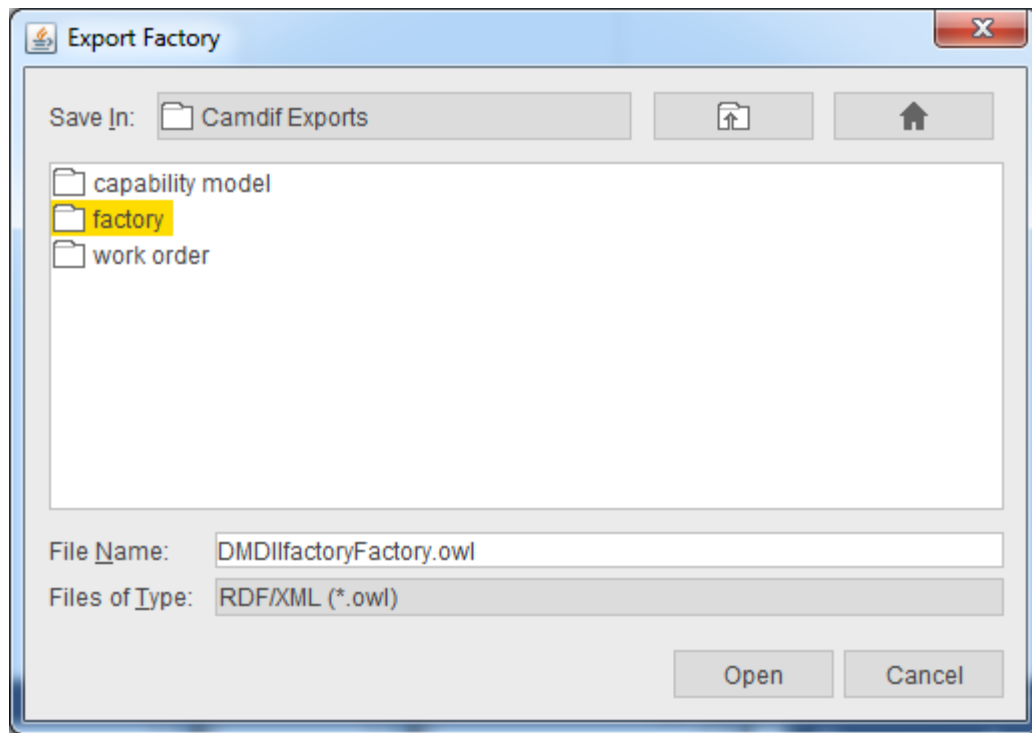 Export Factory
Save In: Camdif Exports
capability model
factory
work order
File Name: DMDIIfactoryFactory.owl
Files of Type: RDF/XML (*.owl)
Open Cancel